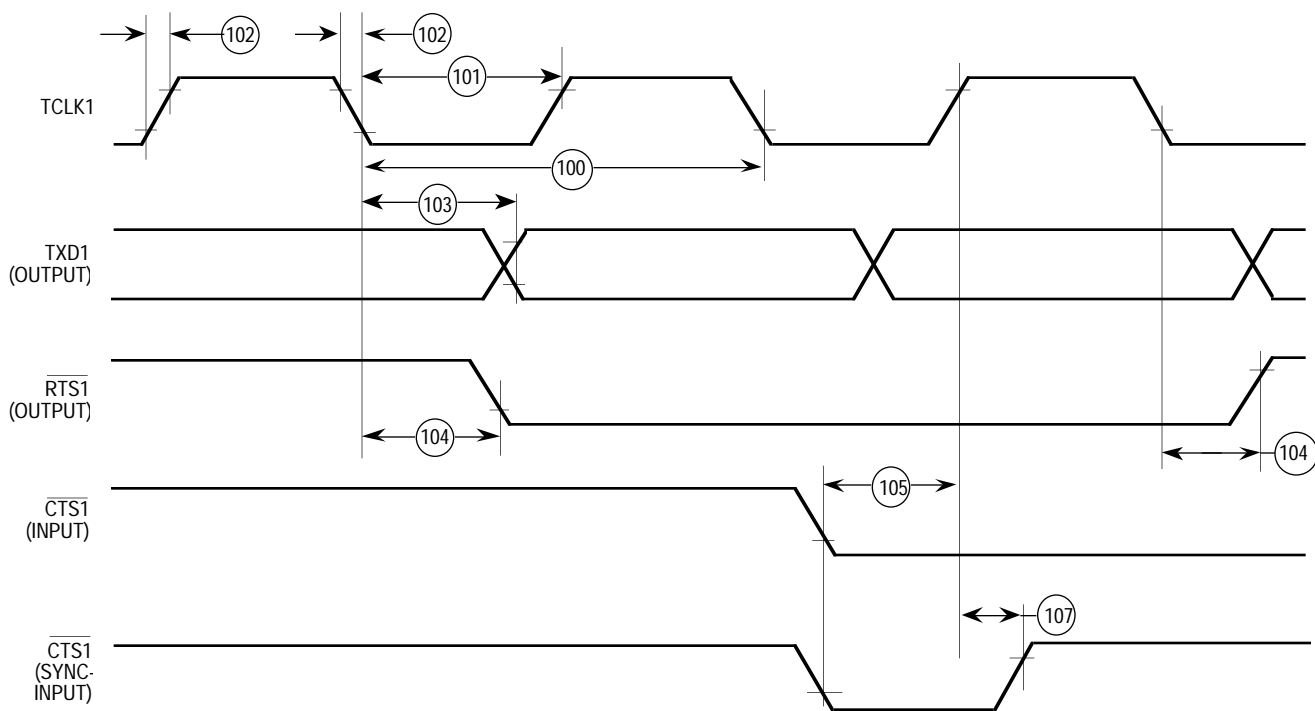 102
102
101
TCLK1
100
103
TXD1
(OUTPUT)
RTS1
(OUTPUT)
104
104
105
CTS1
(INPUT)
107
CTS1
(SYNC-
INPUT)